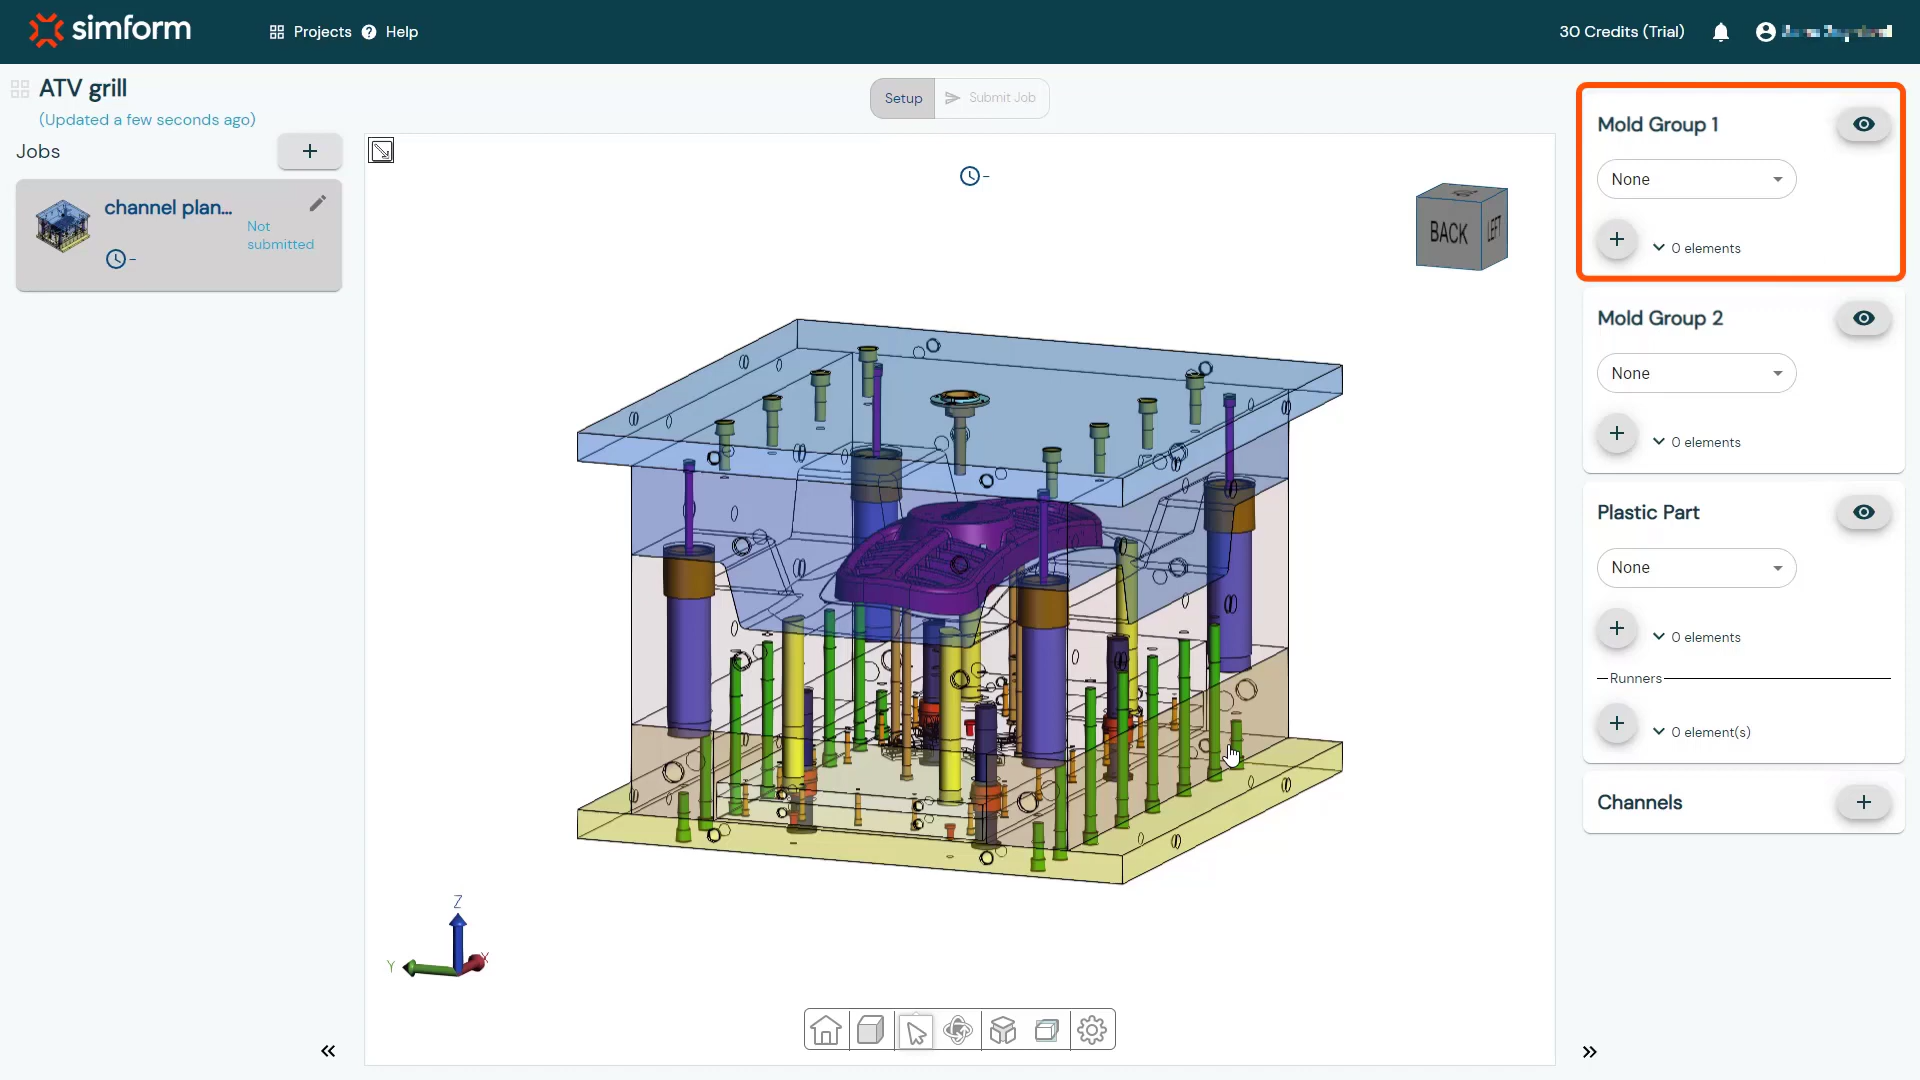 simform
Projects
Help
30 Credits (Trial)
ATV grill
(Updated a few seconds ago)
Setup
Submit Job
Jobs
channel plan...
Not
submitted
-
-
BACK
LEFT
Z
Y
X
Mold Group 1
None
0 elements
Mold Group 2
None
0 elements
Plastic Part
None
0 elements
Runners
0 element(s)
Channels